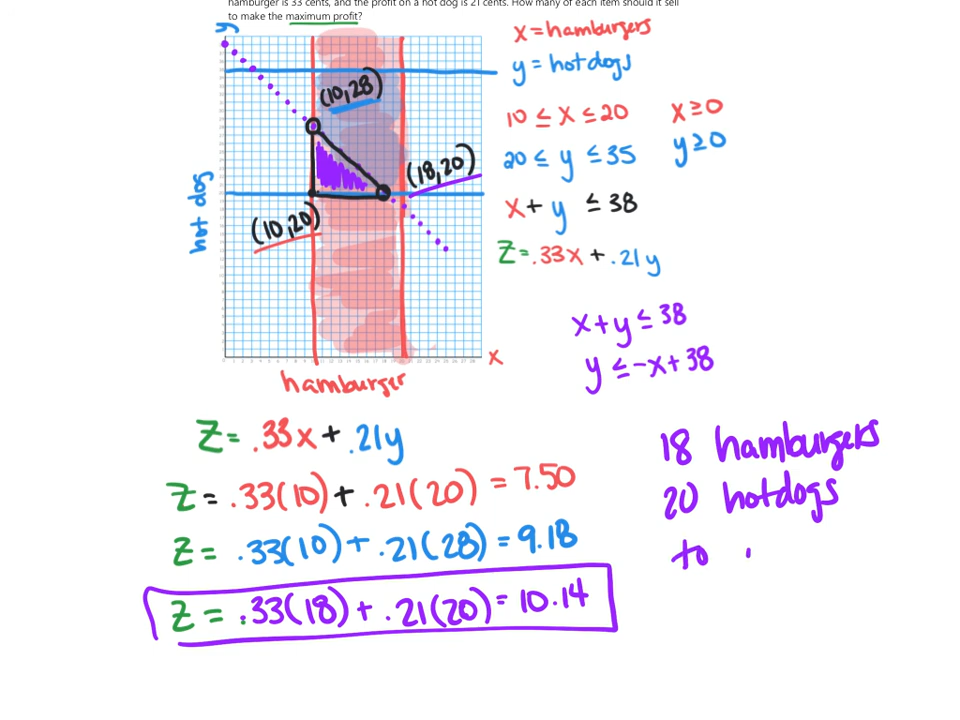 hamburger is 33 cents, and the profit on a hot dog is 21 cents. How many of each item should it sell
to make the maximum profit?
y
x = hamburgers
y = hotdogs
(10,28)
10 ≤ x ≤ 20 x ≥ 0
20 ≤ y ≤ 35 y ≥ 0
(18,20)
hot dog
(10,20)
x + y ≤ 38
Z = .33x + .21y
x + y ≤ 38
y ≤ -x + 38
x
hamburger
Z = .33x + .21y
Z = .33(10) + .21(20) = 7.50
Z = .33(10) + .21(28) = 9.18
Z = .33(18) + .21(20) = 10.14
18 hamburgers
20 hotdogs
to